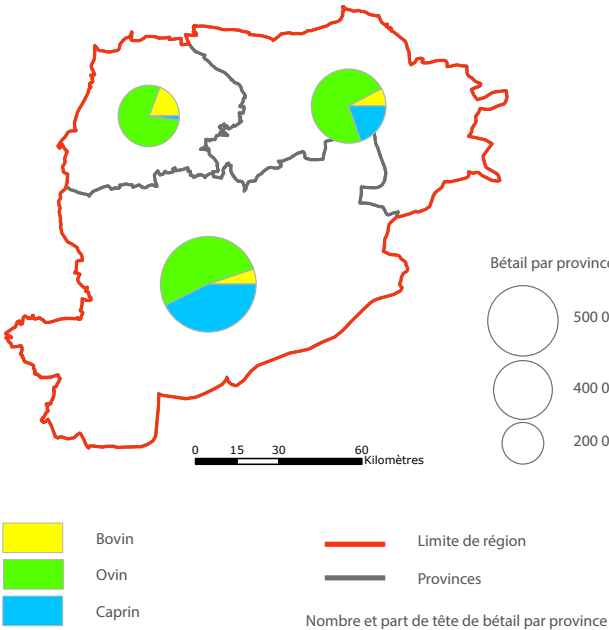 Bétail par province
500 0
400 0
200 0
0 15 30 60
Kilomètres
Bovin
Ovin
Caprin
Limite de région
Provinces
Nombre et part de tête de bétail par province